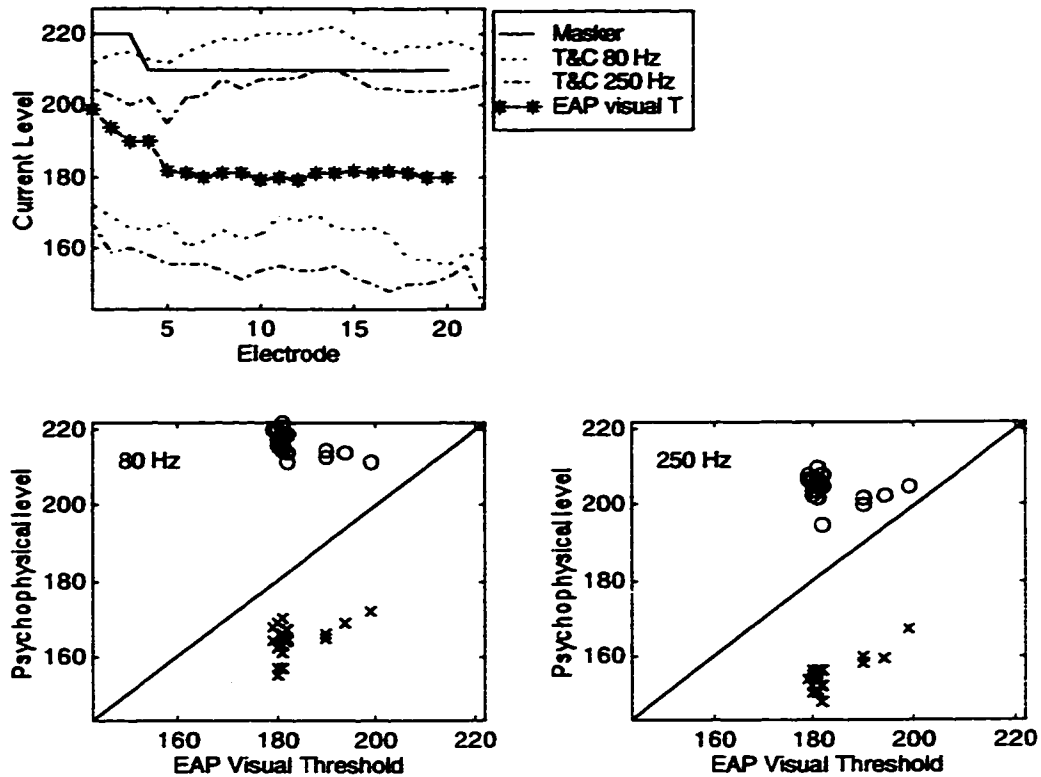 220
200
180
160
Current Level
5
10
15
20
Electrode
Masker
T&C 80 Hz
T&C 250 Hz
EAP visual T
220
200
180
160
Psychophysical level
80 Hz
160
180
200
220
EAP Visual Threshold
220
200
180
160
Psychophysical level
250 Hz
160
180
200
220
EAP Visual Threshold